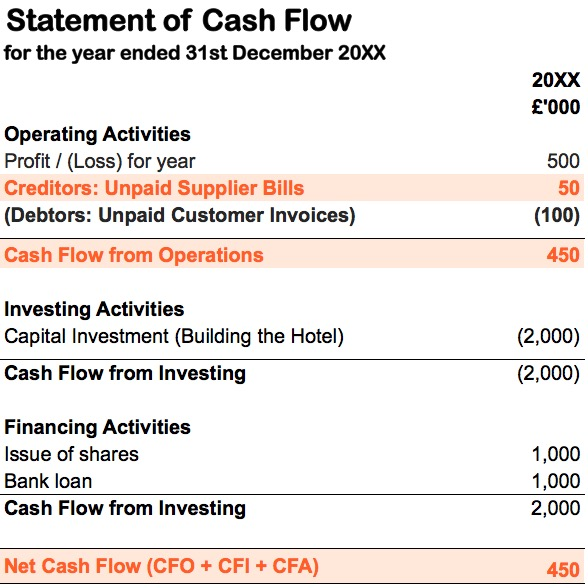 Statement of Cash Flow
for the year ended 31st December 20XX
20XX
£'000
Operating Activities
Profit / (Loss) for year 500
Creditors: Unpaid Supplier Bills 50
(Debtors: Unpaid Customer Invoices) (100)
Cash Flow from Operations 450
Investing Activities
Capital Investment (Building the Hotel) (2,000)
Cash Flow from Investing (2,000)
Financing Activities
Issue of shares 1,000
Bank loan 1,000
Cash Flow from Investing 2,000
Net Cash Flow (CFO + CFI + CFA) 450